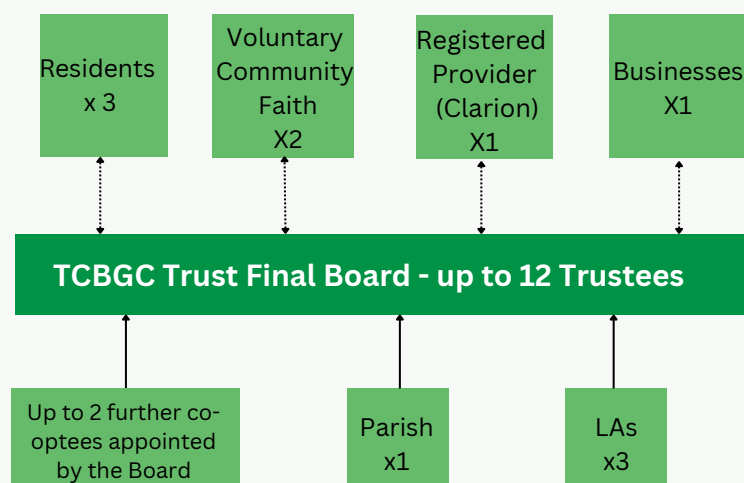 Residents
x 3
Voluntary
Community
Faith
X2
Registered
Provider
(Clarion)
X1
Businesses
X1
TCBGC Trust Final Board - up to 12 Trustees
Up to 2 further co-
optees appointed
by the Board
Parish
x1
LAs
x3